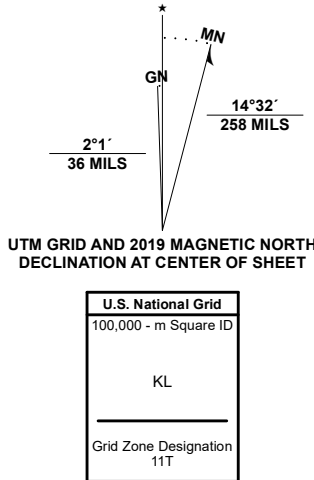 ★
MN
GN
14°32´
258 MILS
2°1´
36 MILS
UTM GRID AND 2019 MAGNETIC NORTH
DECLINATION AT CENTER OF SHEET
U.S. National Grid
100,000 - m Square ID
KL
Grid Zone Designation
11T